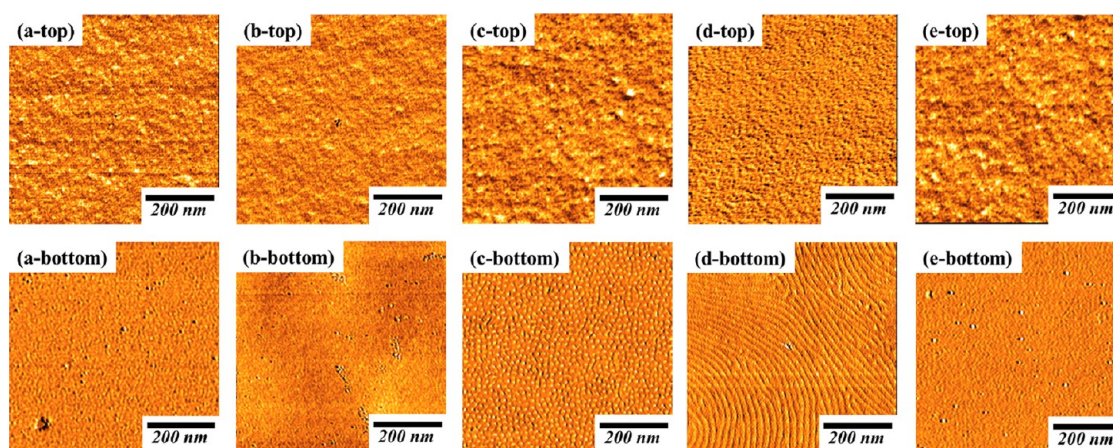 (a-top) (b-top) (c-top) (d-top) (e-top)
200 nm 200 nm 200 nm 200 nm 200 nm
(a-bottom) (b-bottom) (c-bottom) (d-bottom) (e-bottom)
200 nm 200 nm 200 nm 200 nm 200 nm